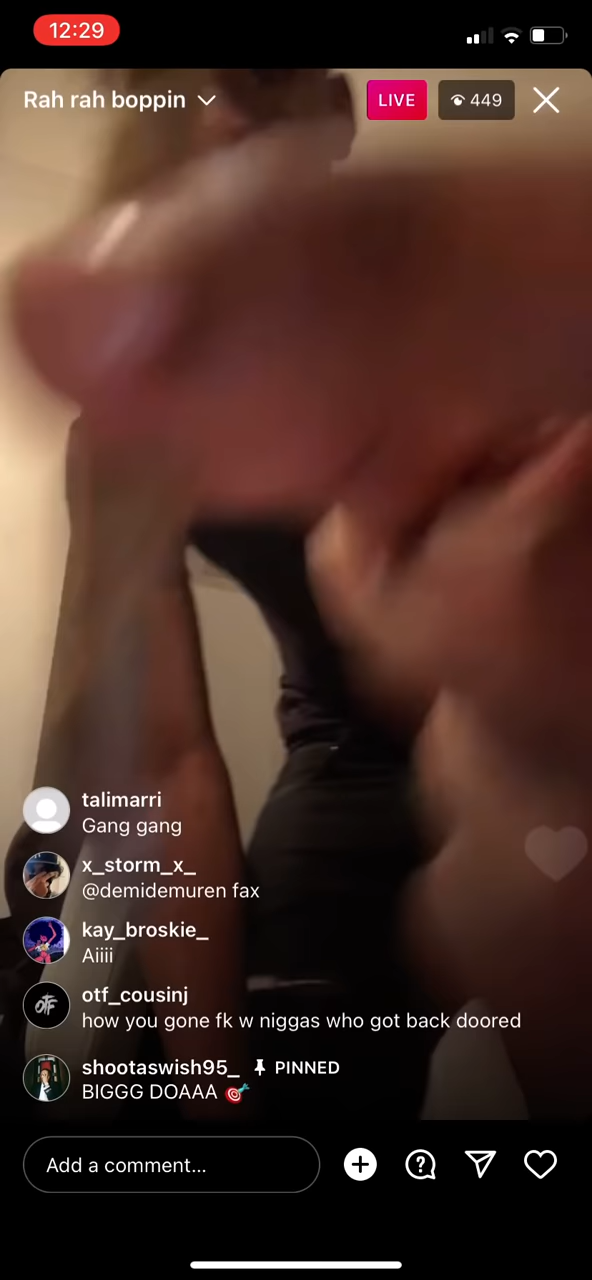 12:29
Rah rah boppin
LIVE
449
talimarri
Gang gang
x_storm_x_
@demidemuren fax
kay_broskie_
Aiiii
OTF
otf_cousinj
how you gone fk w niggas who got back doored
shootaswish95_ PINNED
BIGGG DOAAA 🎯
Add a comment...